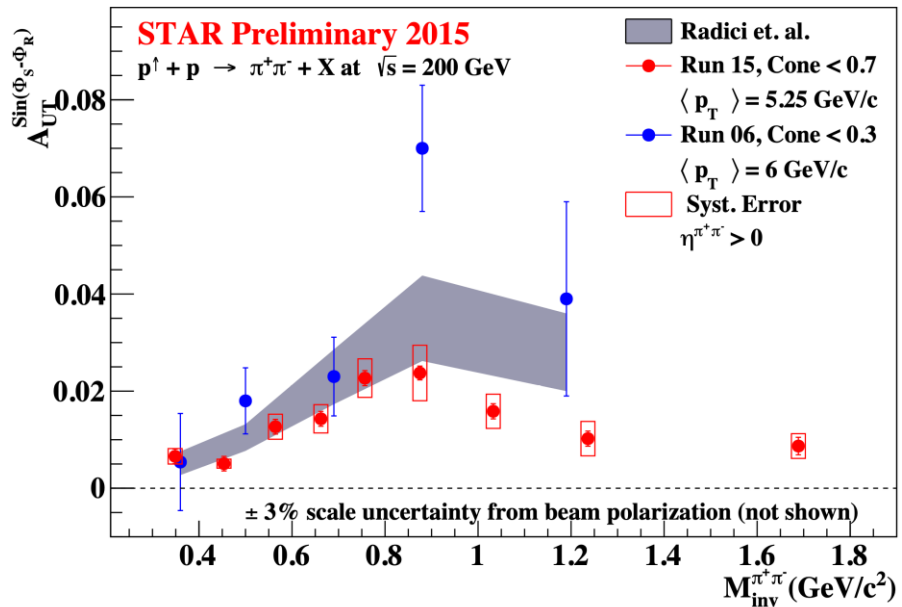 STAR Preliminary 2015
p↑ + p → π+π- + X at √s = 200 GeV
Radici et. al.
Run 15, Cone < 0.7
⟨ p_T ⟩ = 5.25 GeV/c
Run 06, Cone < 0.3
⟨ p_T ⟩ = 6 GeV/c
Syst. Error
η^π+π- > 0
A_UT^Sin(Φ_S-Φ_R)
0.08
0.06
0.04
0.02
0
± 3% scale uncertainty from beam polarization (not shown)
0.4 0.6 0.8 1 1.2 1.4 1.6 1.8
M_inv^π+π- (GeV/c²)